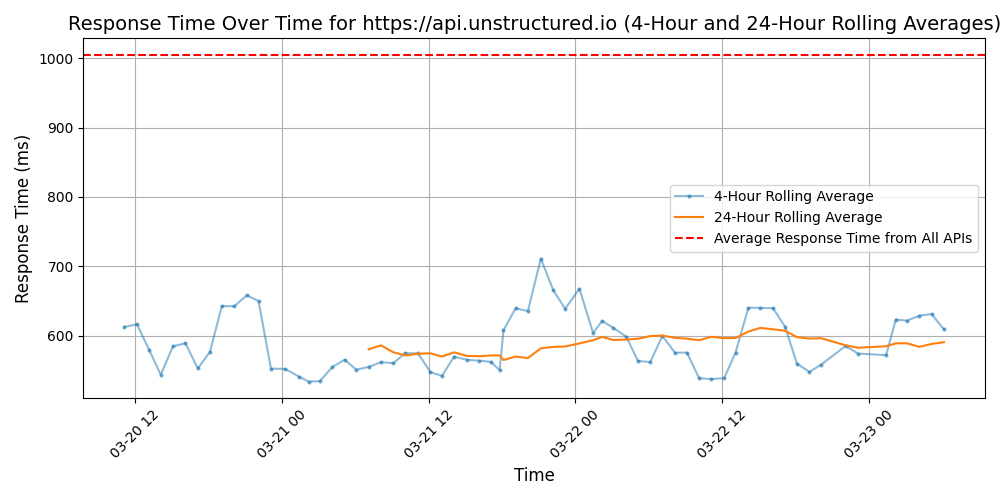 Response Time Over Time for https://api.unstructured.io (4-Hour and 24-Hour Rolling Averages)
Response Time (ms)
1000
900
800
700
600
4-Hour Rolling Average
24-Hour Rolling Average
Average Response Time from All APIs
03-20 12
03-21 00
03-21 12
03-22 00
03-22 12
03-23 00
Time